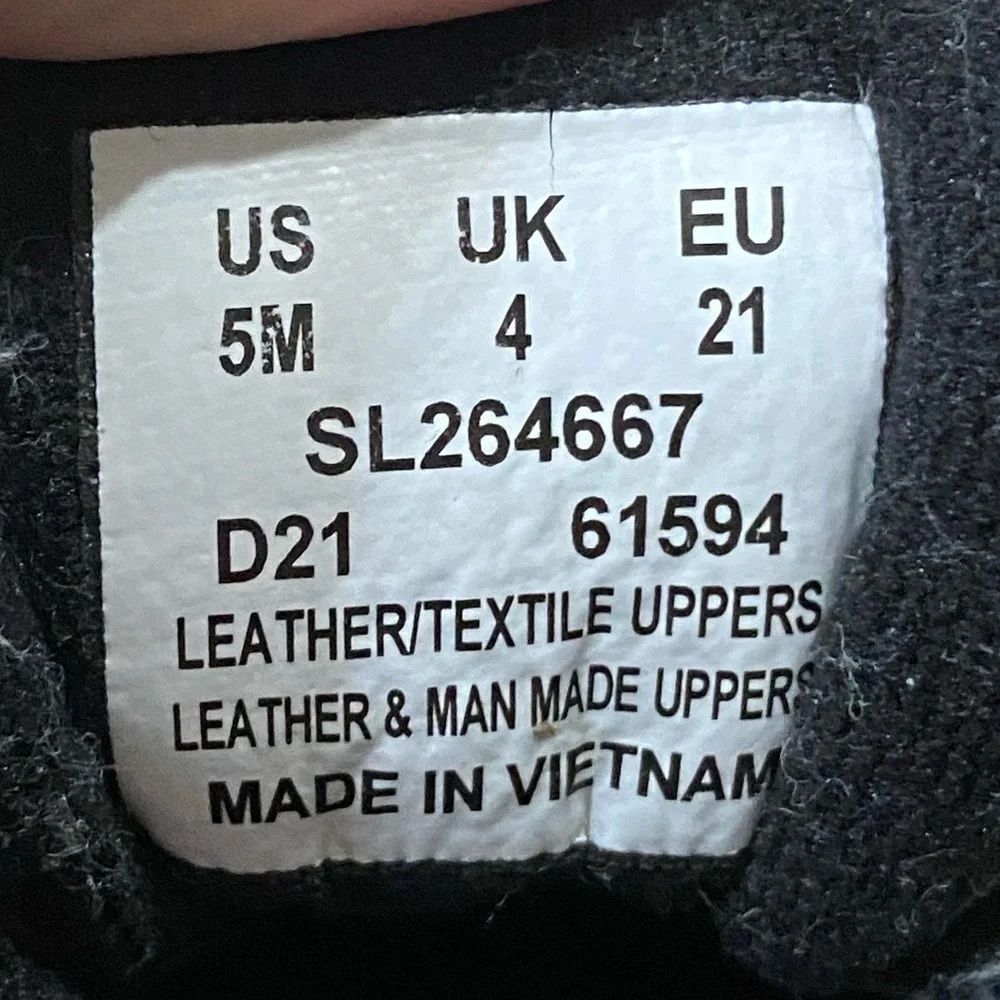 US UK EU
5M 4 21
SL264667
D21 61594
LEATHER/TEXTILE UPPERS
LEATHER & MAN MADE UPPERS
MADE IN VIETNAM